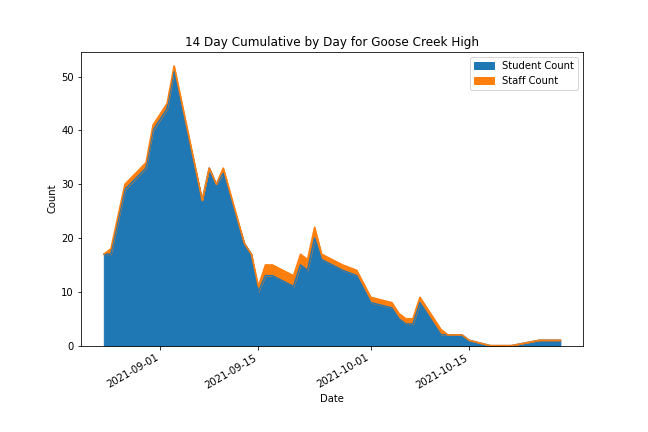 14 Day Cumulative by Day for Goose Creek High
Student Count
Staff Count
50
40
30
20
10
0
Count
2021-09-01
2021-09-15
2021-10-01
2021-10-15
Date